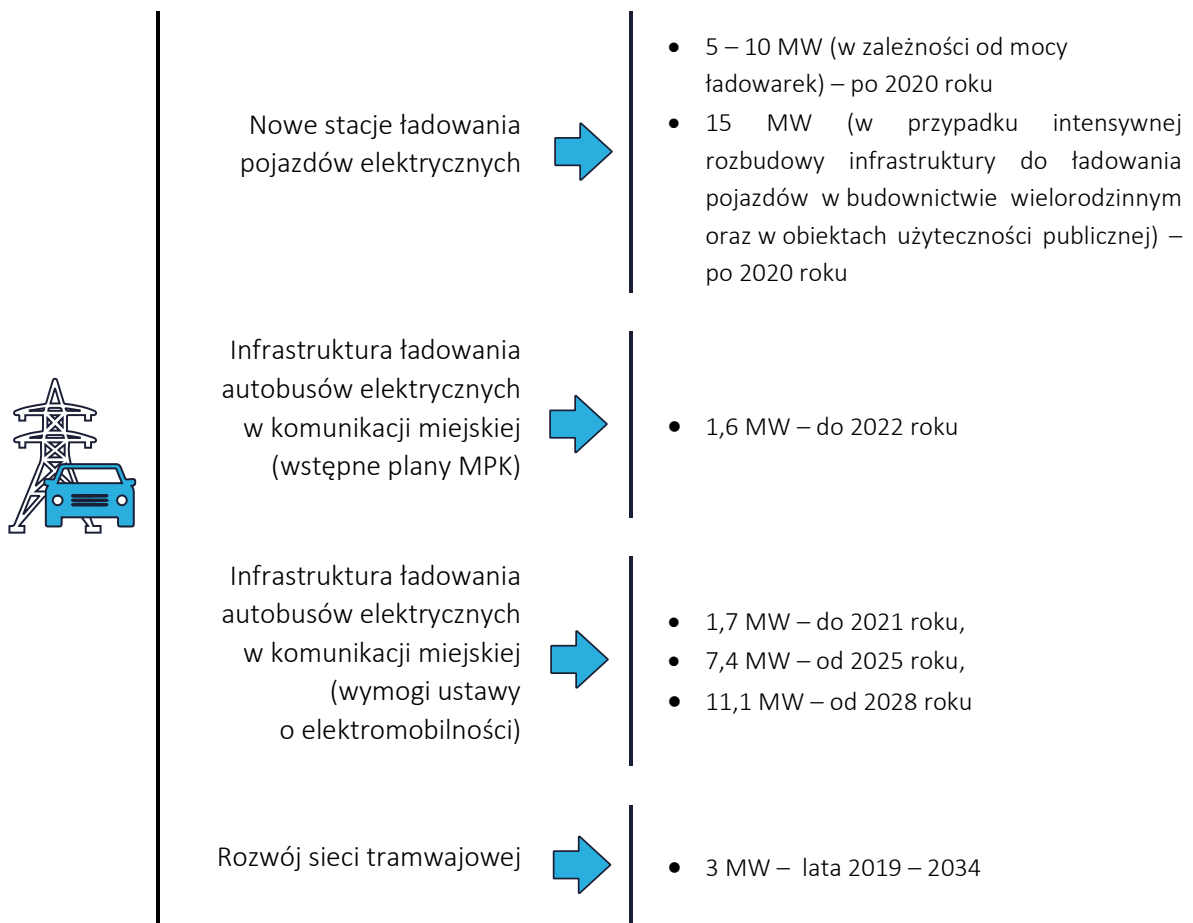 Nowe stacje ładowania
pojazdów elektrycznych
• 5 – 10 MW (w zależności od mocy
ładowarek) – po 2020 roku
• 15 MW (w przypadku intensywnej
rozbudowy infrastruktury do ładowania
pojazdów w budownictwie wielorodzinnym
oraz w obiektach użyteczności publicznej) –
po 2020 roku
Infrastruktura ładowania
autobusów elektrycznych
w komunikacji miejskiej
(wstępne plany MPK)
• 1,6 MW – do 2022 roku
Infrastruktura ładowania
autobusów elektrycznych
w komunikacji miejskiej
(wymogi ustawy
o elektromobilności)
• 1,7 MW – do 2021 roku,
• 7,4 MW – od 2025 roku,
• 11,1 MW – od 2028 roku
Rozwój sieci tramwajowej
• 3 MW – lata 2019 – 2034